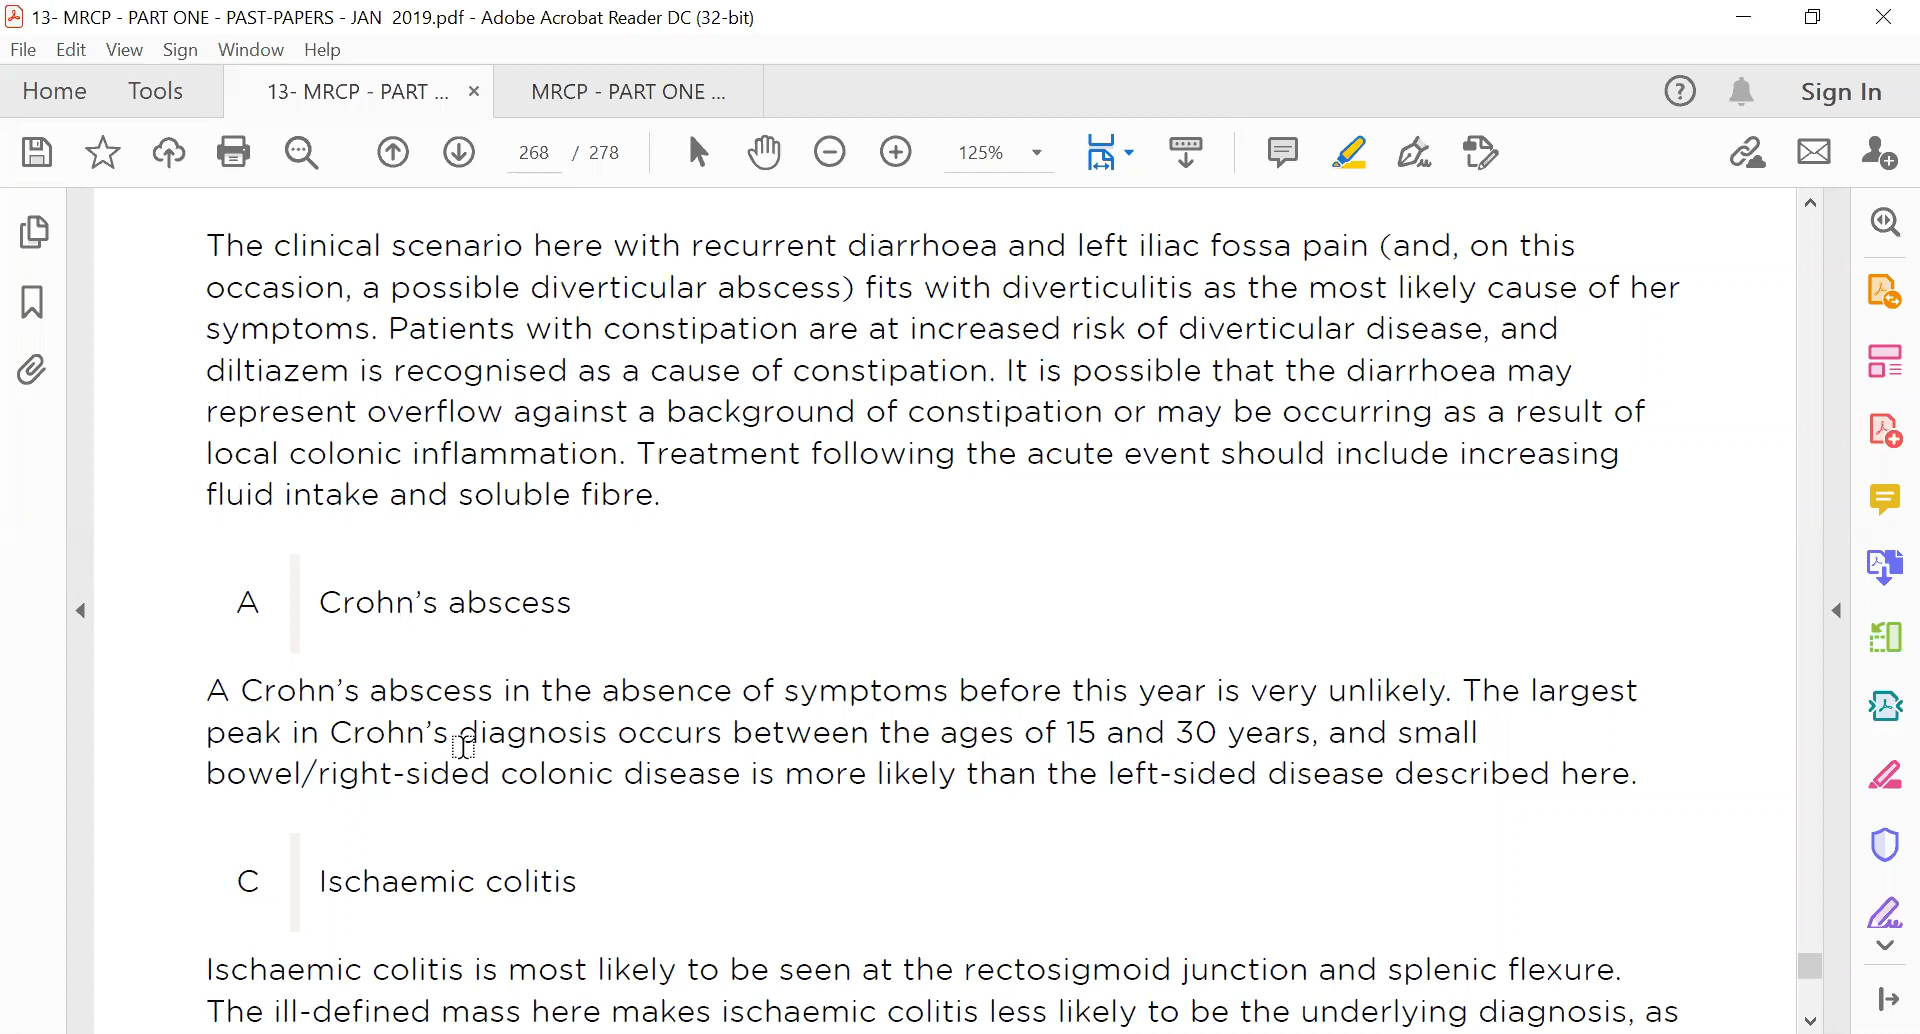 13- MRCP - PART ONE - PAST-PAPERS - JAN 2019.pdf - Adobe Acrobat Reader DC (32-bit)
File Edit View Sign Window Help
Home Tools 13- MRCP - PART ... × MRCP - PART ONE ... Sign In
268 / 278 125%
The clinical scenario here with recurrent diarrhoea and left iliac fossa pain (and, on this
occasion, a possible diverticular abscess) fits with diverticulitis as the most likely cause of her
symptoms. Patients with constipation are at increased risk of diverticular disease, and
diltiazem is recognised as a cause of constipation. It is possible that the diarrhoea may
represent overflow against a background of constipation or may be occurring as a result of
local colonic inflammation. Treatment following the acute event should include increasing
fluid intake and soluble fibre.
A Crohn’s abscess
A Crohn’s abscess in the absence of symptoms before this year is very unlikely. The largest
peak in Crohn’s diagnosis occurs between the ages of 15 and 30 years, and small
bowel/right-sided colonic disease is more likely than the left-sided disease described here.
C Ischaemic colitis
Ischaemic colitis is most likely to be seen at the rectosigmoid junction and splenic flexure.
The ill-defined mass here makes ischaemic colitis less likely to be the underlying diagnosis, as